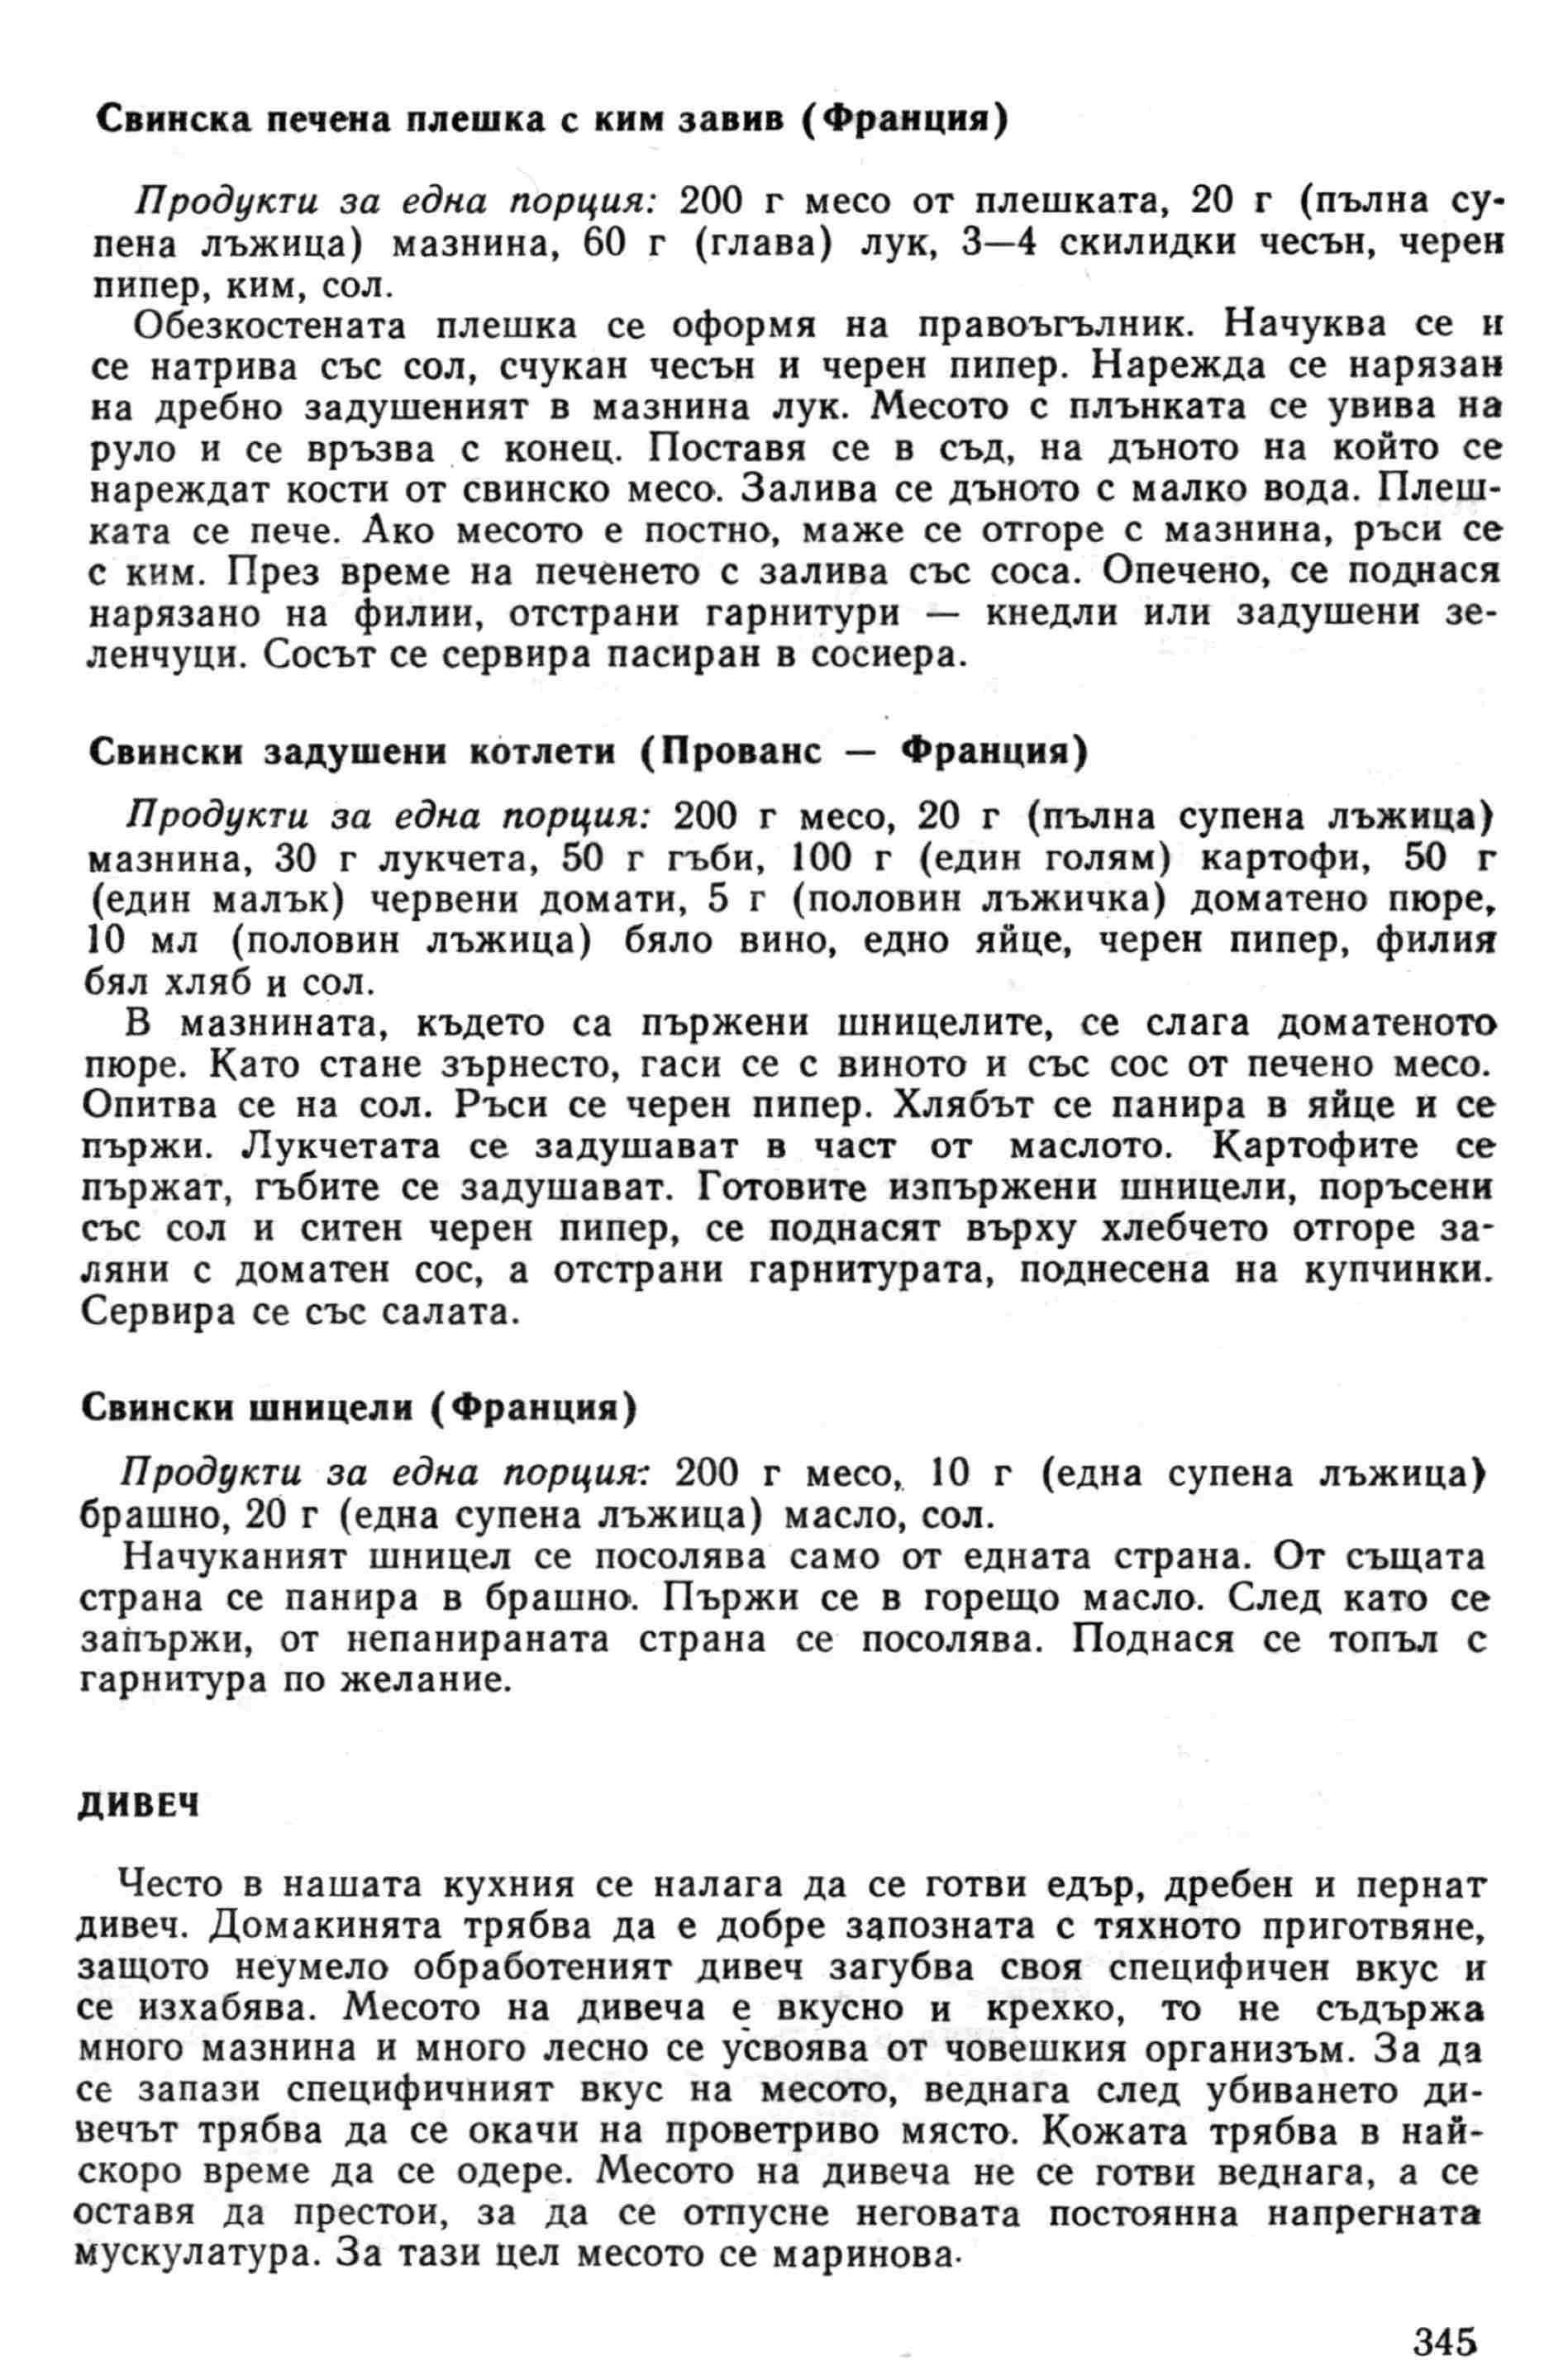 Свинска печена плешка с ким завив (Франция)
Продукти за една порция: 200 г месо от плешката, 20 г (пълна су-
пена лъжица) мазнина, 60 г (глава) лук, 3—4 скилидки чесън, черен
пипер, ким, сол.
Обезкостената плешка се оформя на правоъгълник. Начуква се и
се натрива със сол, счукан чесън и черен пипер. Нарежда се нарязан
на дребно задушеният в мазнина лук. Месото с плънката се увива на
руло и се връзва с конец. Поставя се в съд, на дъното на който се
нареждат кости от свинско месо. Залива се дъното с малко вода. Плеш-
ката се пече. Ако месото е постно, маже се отгоре с мазнина, ръси се
с ким. През време на печенето с залива със соса. Опечено, се поднася
нарязано на филии, отстрани гарнитури — кнедли или задушени зе-
ленчуци. Сосът се сервира пасиран в сосиера.
Свински задушени котлети (Прованс — Франция)
Продукти за една порция: 200 г месо, 20 г (пълна супена лъжица)
мазнина, 30 г лукчета, 50 г гъби, 100 г (един голям) картофи, 50 г
(един малък) червени домати, 5 г (половин лъжичка) доматено пюре,
10 мл (половин лъжица) бяло вино, едно яйце, черен пипер, филия
бял хляб и сол.
В мазнината, където са пържени шницелите, се слага доматеното
пюре. Като стане зърнесто, гаси се с виното и със сос от печено месо.
Опитва се на сол. Ръси се черен пипер. Хлябът се панира в яйце и се
пържи. Лукчетата се задушават в част от маслото. Картофите се
пържат, гъбите се задушават. Готовите изпържени шницели, поръсени
със сол и ситен черен пипер, се поднасят върху хлебчето отгоре за-
ляни с доматен сос, а отстрани гарнитурата, поднесена на купчинки.
Сервира се със салата.
Свински шницели (Франция)
Продукти за една порция: 200 г месо, 10 г (една супена лъжица)
брашно, 20 г (една супена лъжица) масло, сол.
Начуканият шницел се посолява само от едната страна. От същата
страна се панира в брашно. Пържи се в горещо масло. След като се
запържи, от непанираната страна се посолява. Поднася се топъл с
гарнитура по желание.
ДИВЕЧ
Често в нашата кухния се налага да се готви едър, дребен и пернат
дивеч. Домакинята трябва да е добре запозната с тяхното приготвяне,
защото неумело обработеният дивеч загубва своя специфичен вкус и
се изхабява. Месото на дивеча е вкусно и крехко, то не съдържа
много мазнина и много лесно се усвоява от човешкия организъм. За да
се запази специфичният вкус на месото, веднага след убиването ди-
вечът трябва да се окачи на проветриво място. Кожата трябва в най-
скоро време да се одере. Месото на дивеча не се готви веднага, а се
оставя да престои, за да се отпусне неговата постоянна напрегната
мускулатура. За тази цел месото се маринова.
345